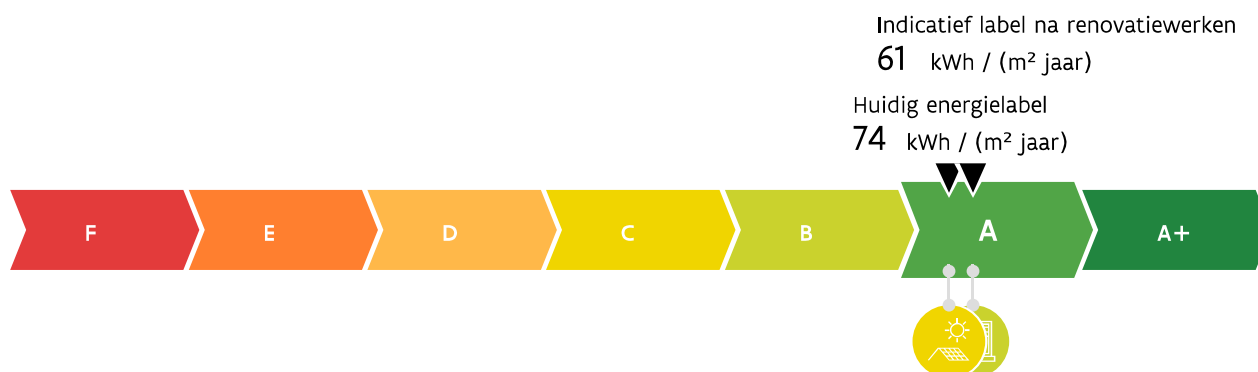 Indicatief label na renovatiewerken
61 kWh / (m² jaar)
Huidig energielabel
74 kWh / (m² jaar)
F E D C B A A+